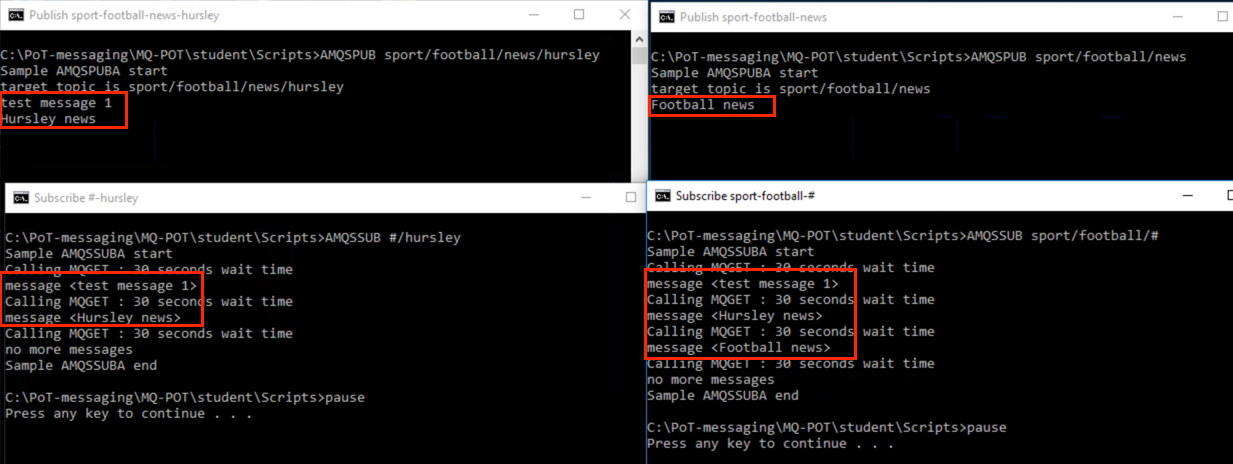 Publish sport-football-news-hursley
C:\PoT-messaging\MQ-POT\student\Scripts>AMQSPUB sport/football/news/hursley
Sample AMQSPUBA start
target topic is sport/football/news/hursley
test message 1
Hursley news
Publish sport-football-news
C:\PoT-messaging\MQ-POT\student\Scripts>AMQSPUB sport/football/news
Sample AMQSPUBA start
target topic is sport/football/news
Football news
Subscribe #-hursley
C:\PoT-messaging\MQ-POT\student\Scripts>AMQSSUB #/hursley
Sample AMQSSUBA start
Calling MQGET : 30 seconds wait time
message <test message 1>
Calling MQGET : 30 seconds wait time
message <Hursley news>
Calling MQGET : 30 seconds wait time
no more messages
Sample AMQSSUBA end
C:\PoT-messaging\MQ-POT\student\Scripts>pause
Press any key to continue . . .
Subscribe sport-football-#
C:\PoT-messaging\MQ-POT\student\Scripts>AMQSSUB sport/football/#
Sample AMQSSUBA start
Calling MQGET : 30 seconds wait time
message <test message 1>
Calling MQGET : 30 seconds wait time
message <Hursley news>
Calling MQGET : 30 seconds wait time
message <Football news>
Calling MQGET : 30 seconds wait time
no more messages
Sample AMQSSUBA end
C:\PoT-messaging\MQ-POT\student\Scripts>pause
Press any key to continue . . .